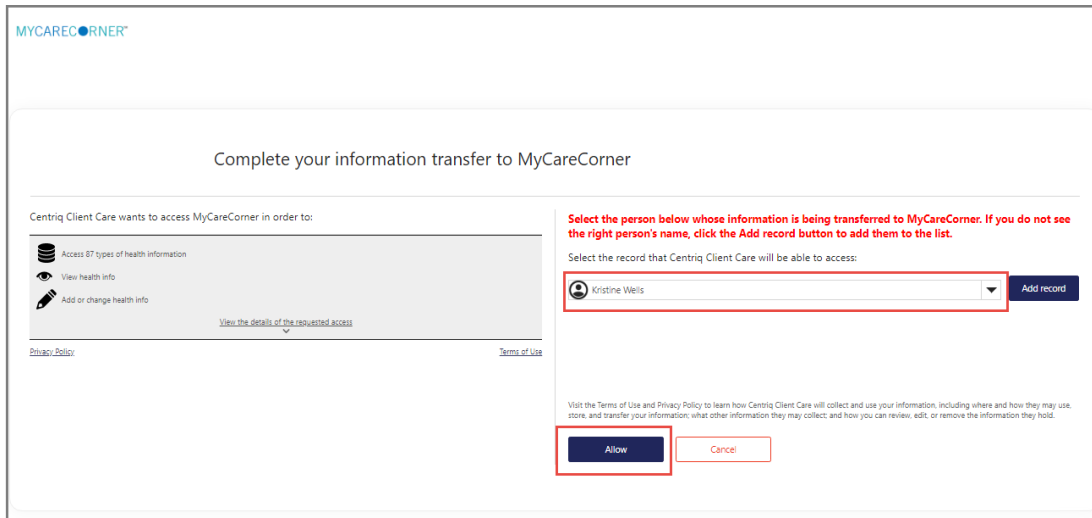 MYCARECORNER™
Complete your information transfer to MyCareCorner
Centriq Client Care wants to access MyCareCorner in order to:
Access 87 types of health information
View health info
Add or change health info
View the details of the requested access
Privacy Policy
Terms of Use
Select the person below whose information is being transferred to MyCareCorner. If you do not see
the right person's name, click the Add record button to add them to the list.
Select the record that Centriq Client Care will be able to access:
Kristine Wells
Add record
Visit the Terms of Use and Privacy Policy to learn how Centriq Client Care will collect and use your information, including where and how they may use,
store, and transfer your information; what other information they may collect; and how you can review, edit, or remove the information they hold.
Allow
Cancel